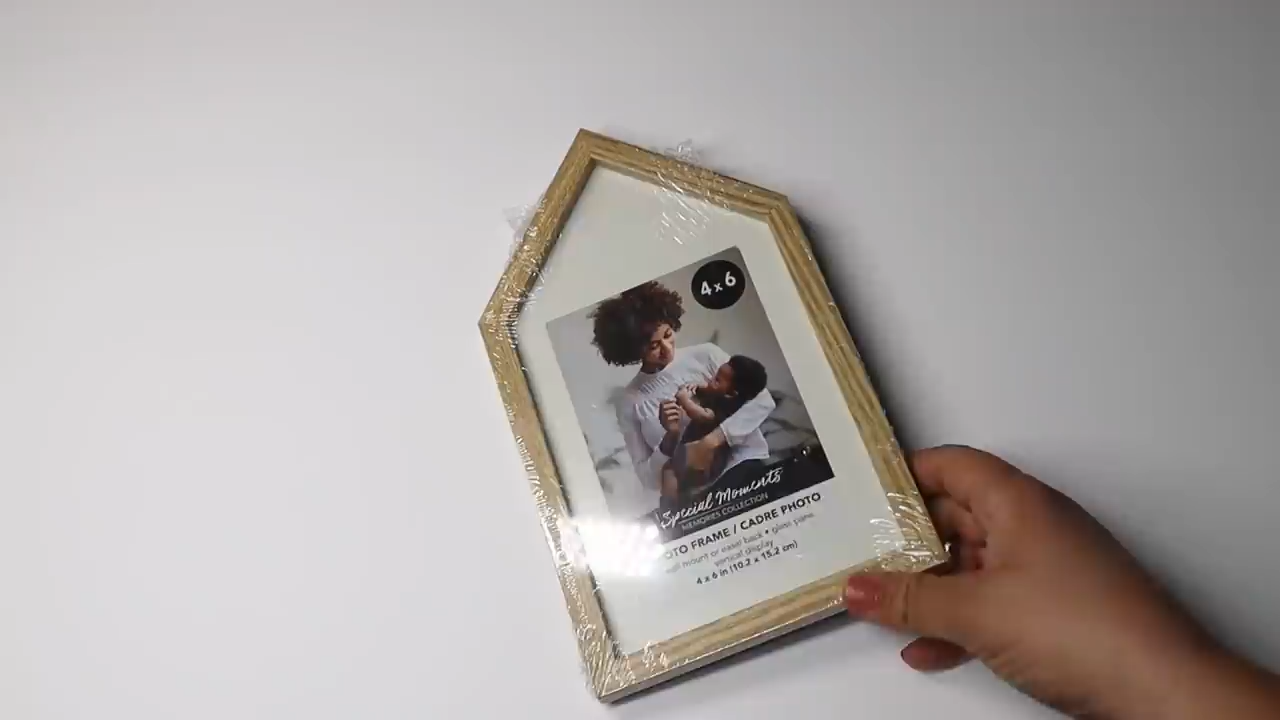 4x6
Special Moments
MEMORIES COLLECTION
OTO FRAME / CADRE PHOTO
wall mount or easel back • glass pane
vertical display
4 x 6 in (10.2 x 15.2 cm)